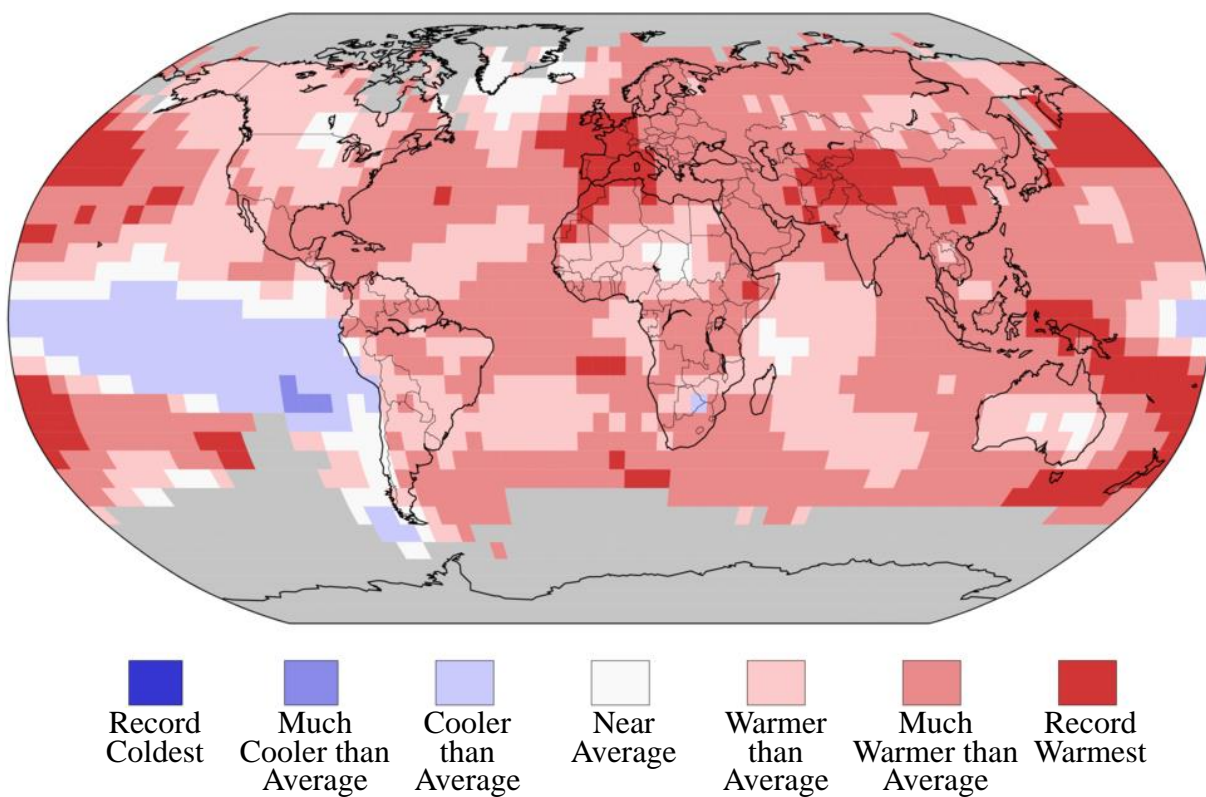 Record
Coldest
Much
Cooler than
Average
Cooler
than
Average
Near
Average
Warmer
than
Average
Much
Warmer than
Average
Record
Warmest